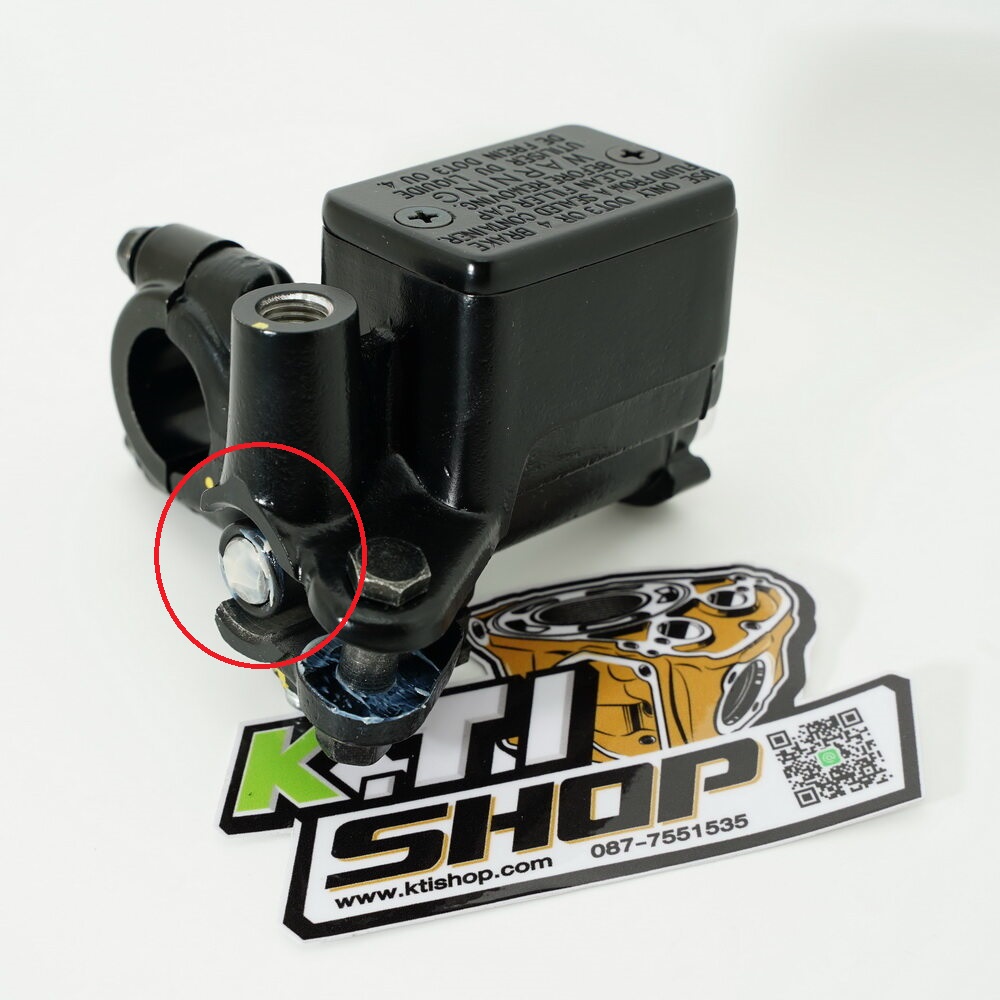 WARNING
CLEAN FILLER CAP
BEFORE REMOVING.
USE ONLY DOT3 OR 4 BRAKE
FLUID FROM A SEALED CONTAINER.
UTILISER DU LIQUIDE
DE FREIN DOT3 OU 4.
K.T.I
SHOP
087-7551535
www.ktishop.com